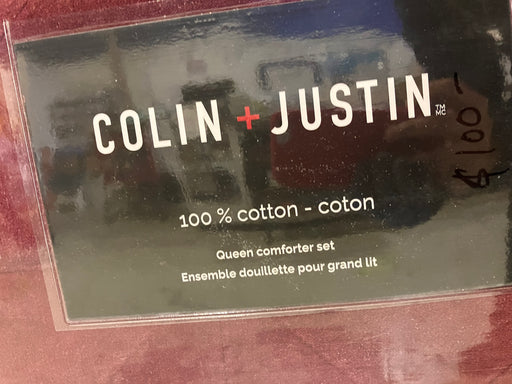 COLIN + JUSTIN TM MC
100 % cotton - coton
Queen comforter set
Ensemble douillette pour grand lit
$100-